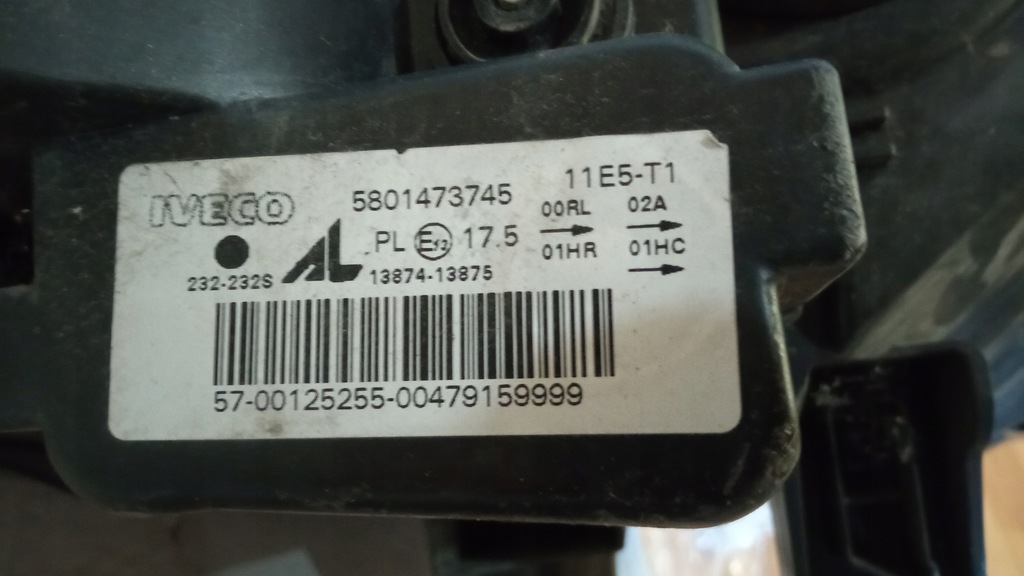 IVECO 5801473745 11E5-T1
00RL 02A
AL PL E12 17.5
01HR 01HC
232-232S 13874-13875
57-00125255-00479159999